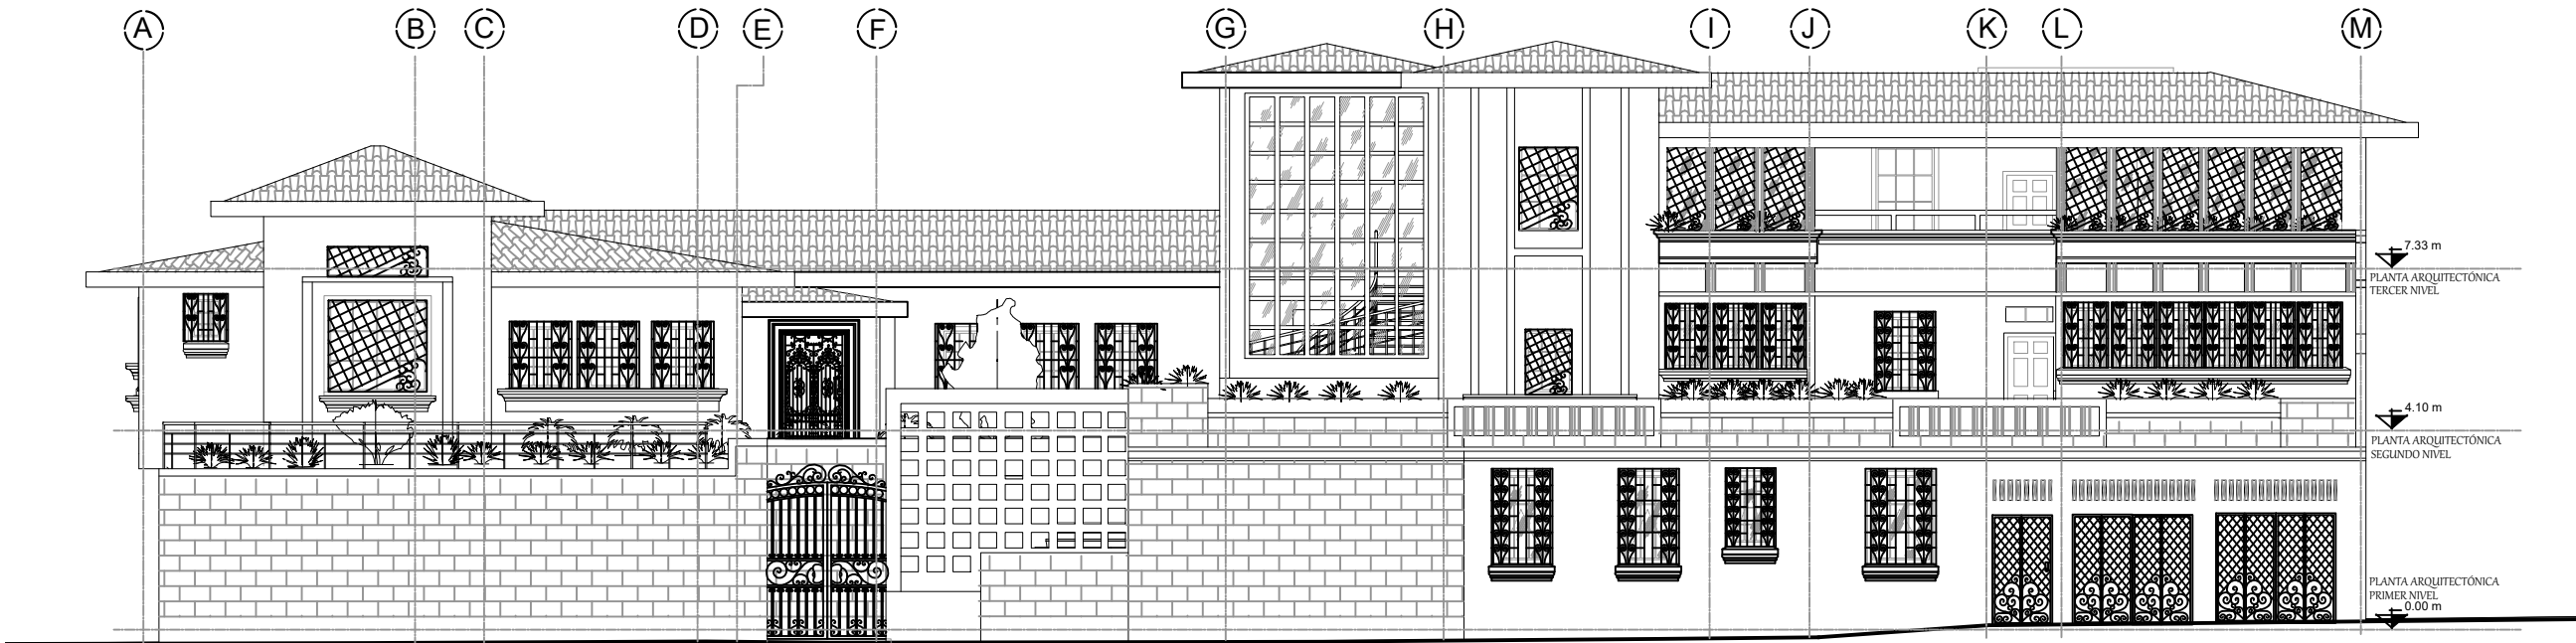 A B C D E F G H I J K L M
7.33 m
PLANTA ARQUITECTÓNICA
TERCER NIVEL
4.10 m
PLANTA ARQUITECTÓNICA
SEGUNDO NIVEL
PLANTA ARQUITECTÓNICA
PRIMER NIVEL
0.00 m